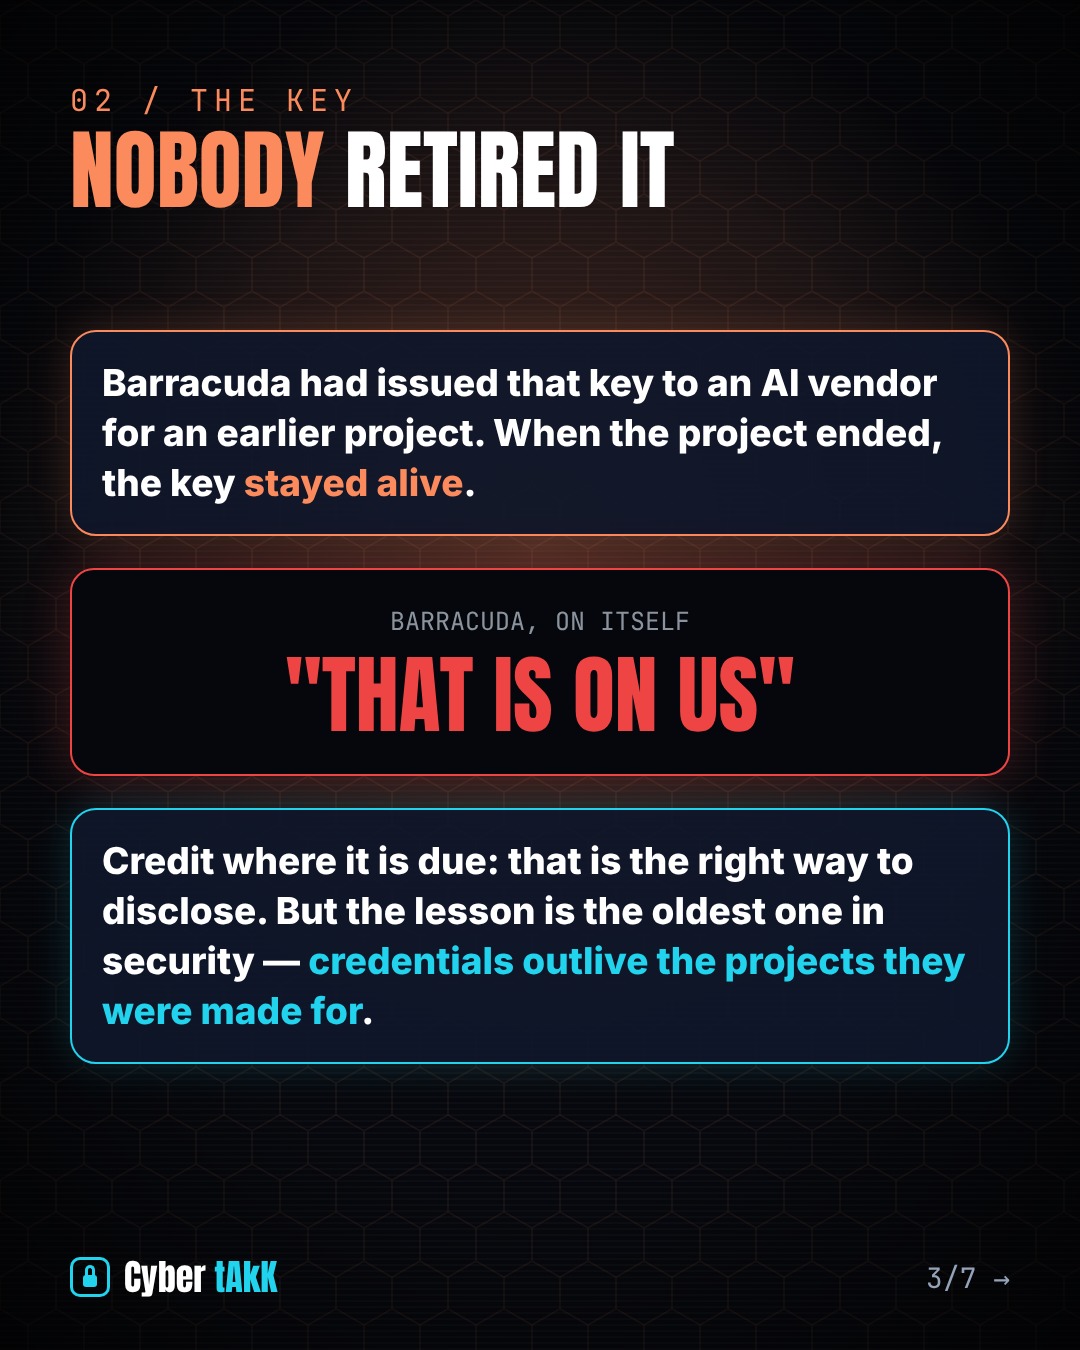 02 / THE KEY
NOBODY RETIRED IT
Barracuda had issued that key to an AI vendor
for an earlier project. When the project ended,
the key stayed alive.
BARRACUDA, ON ITSELF
"THAT IS ON US"
Credit where it is due: that is the right way to
disclose. But the lesson is the oldest one in
security — credentials outlive the projects they
were made for.
Cyber tAkK
3/7 →